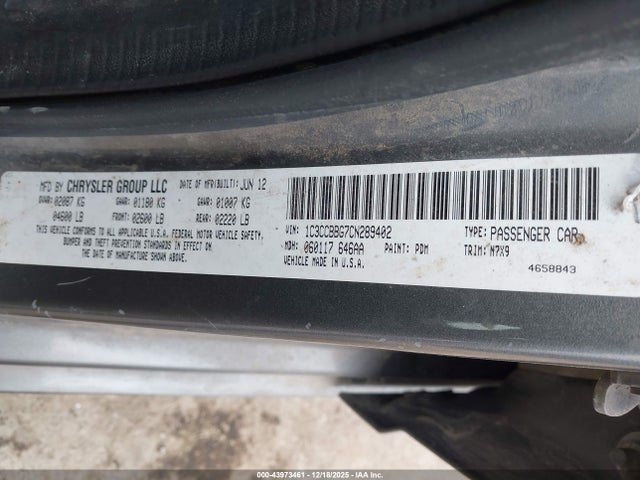 MFD BY CHRYSLER GROUP LLC DATE OF MFR(BUILT): JUN 12
GVWR: 02087 KG GAWR: 01180 KG GAWR: 01007 KG
04600 LB FRONT: 02600 LB REAR: 02220 LB
THIS VEHICLE CONFORMS TO ALL APPLICABLE U.S.A. FEDERAL MOTOR VEHICLE SAFETY,
BUMPER AND THEFT PREVENTION STANDARDS IN EFFECT ON
THE DATE OF MANUFACTURE SHOWN ABOVE.
VIN: 1C3CCBBG7CN289402 TYPE: PASSENGER CAR
MDH: 060117 646AA PAINT: PDM TRIM: N7X9
VEHICLE MADE IN U.S.A.
4658843
000-43973461 - 12/18/2025 - IAA Inc.